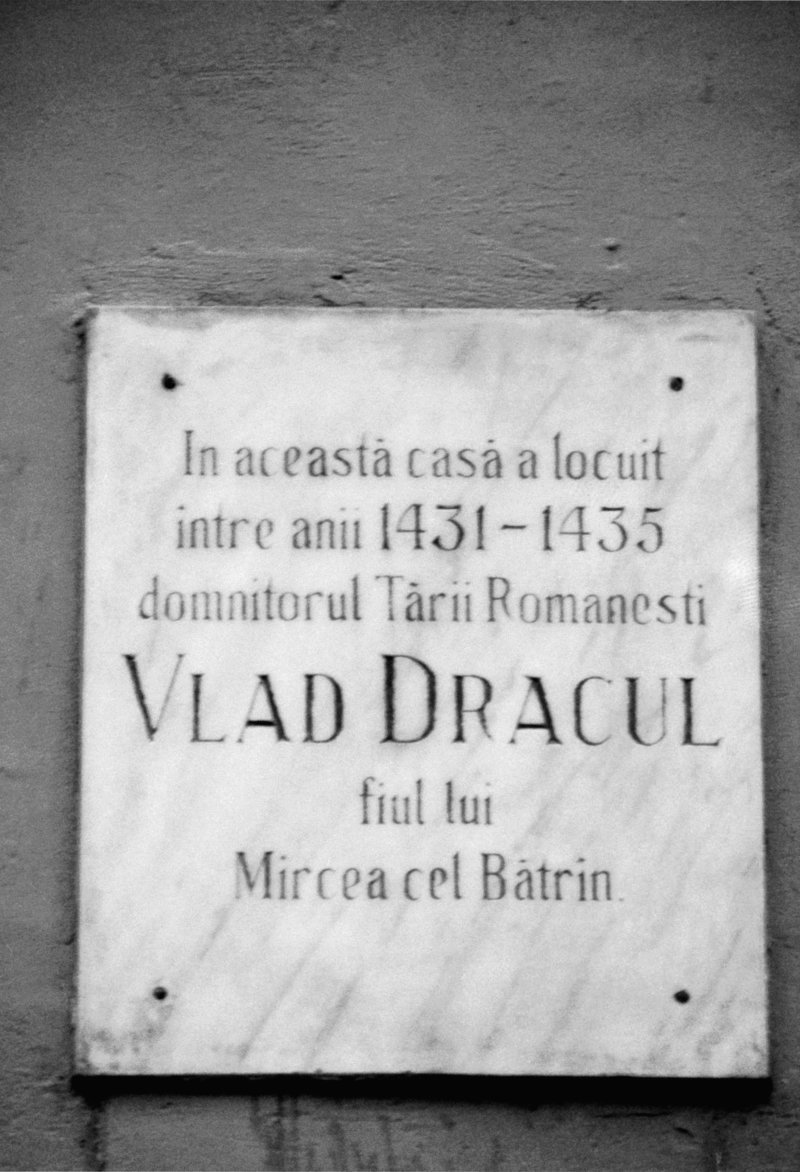 In această casă a locuit
intre anii 1431-1435
domnitorul Tării Romanesti
VLAD DRACUL
fiul lui
Mircea cel Bătrin.